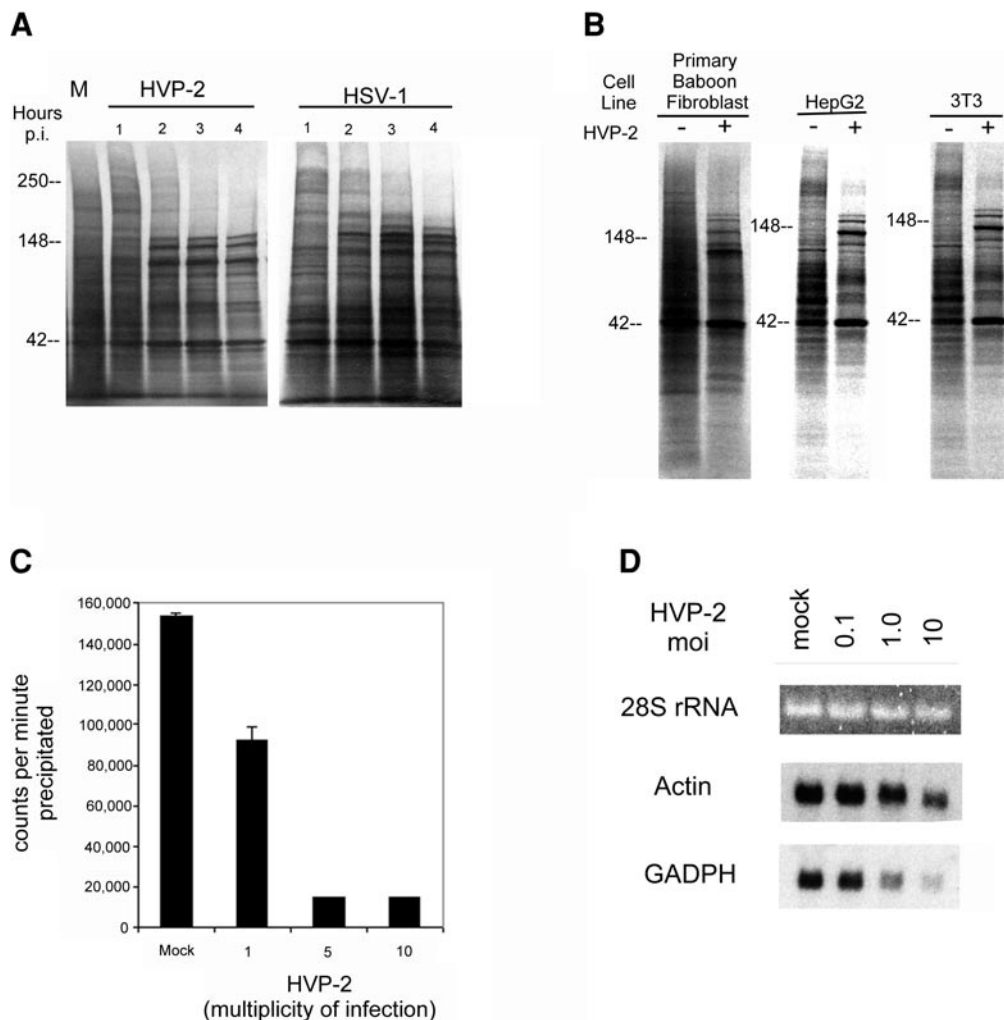 A
M
HVP-2
HSV-1
Hours
p.i.
1 2 3 4
1 2 3 4
250--
148--
42--
B
Cell
Line
Primary
Baboon
Fibroblast
HepG2
3T3
HVP-2
- +
- +
- +
148--
42--
148--
42--
148--
42--
C
counts per minute
precipitated
160,000
140,000
120,000
100,000
80,000
60,000
40,000
20,000
0
Mock 1 5 10
HVP-2
(multiplicity of infection)
D
HVP-2
moi
mock 0.1 1.0 10
28S rRNA
Actin
GADPH